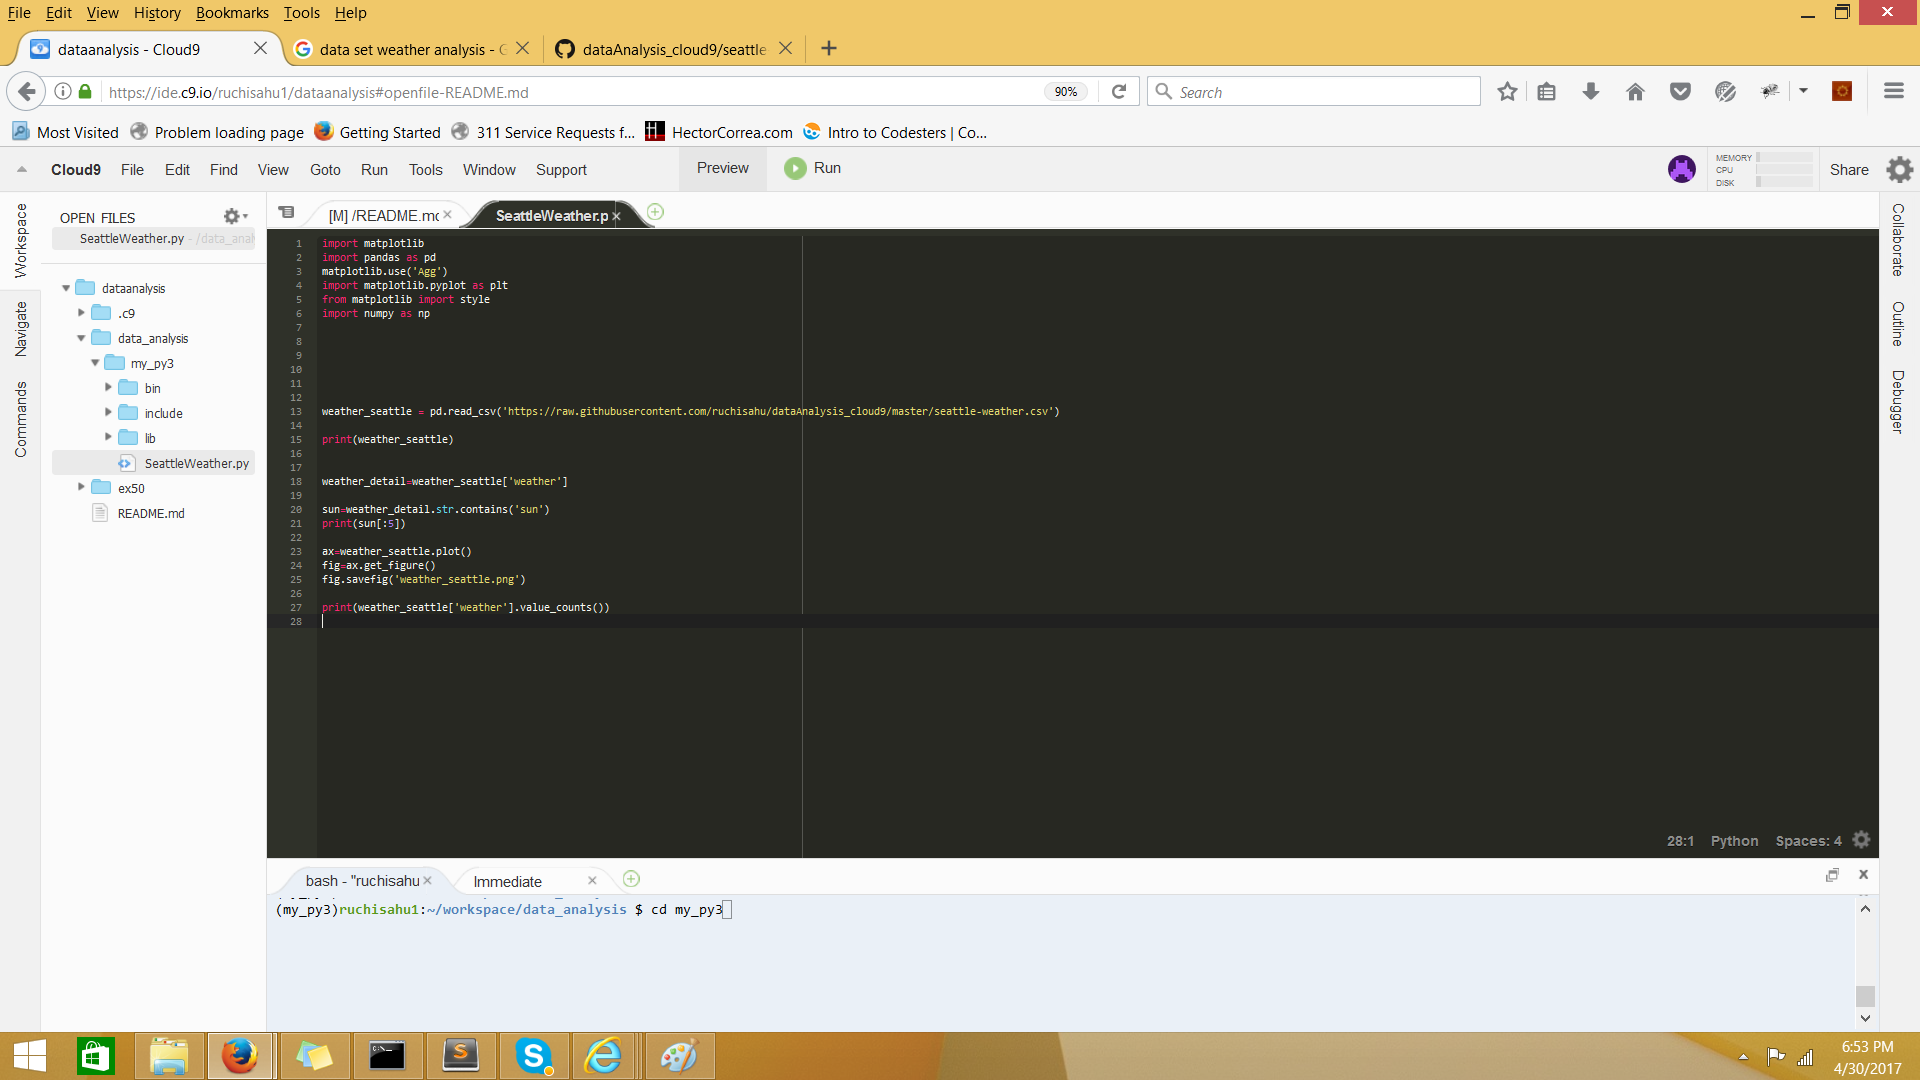 File Edit View History Bookmarks Tools Help
dataanalysis - Cloud9
data set weather analysis - G
dataAnalysis_cloud9/seattle
https://ide.c9.io/ruchisahu1/dataanalysis#openfile-README.md
90%
Search
Most Visited Problem loading page Getting Started 311 Service Requests f... HectorCorrea.com Intro to Codesters | Co...
Cloud9 File Edit Find View Goto Run Tools Window Support Preview Run
MEMORY
CPU
DISK
Share
Workspace
Navigate
Commands
OPEN FILES
SeattleWeather.py - /data_anal
dataanalysis
.c9
data_analysis
my_py3
bin
include
lib
SeattleWeather.py
ex50
README.md
[M] /README.mc
SeattleWeather.p
1 import matplotlib
2 import pandas as pd
3 matplotlib.use('Agg')
4 import matplotlib.pyplot as plt
5 from matplotlib import style
6 import numpy as np
7
8
9
10
11
12
13 weather_seattle = pd.read_csv('https://raw.githubusercontent.com/ruchisahu/dataAnalysis_cloud9/master/seattle-weather.csv')
14
15 print(weather_seattle)
16
17
18 weather_detail=weather_seattle['weather']
19
20 sun=weather_detail.str.contains('sun')
21 print(sun[:5])
22
23 ax=weather_seattle.plot()
24 fig=ax.get_figure()
25 fig.savefig('weather_seattle.png')
26
27 print(weather_seattle['weather'].value_counts())
28
28:1 Python Spaces: 4
Collaborate
Outline
Debugger
bash - "ruchisahu
Immediate
(my_py3)ruchisahu1:~/workspace/data_analysis $ cd my_py3
6:53 PM
4/30/2017